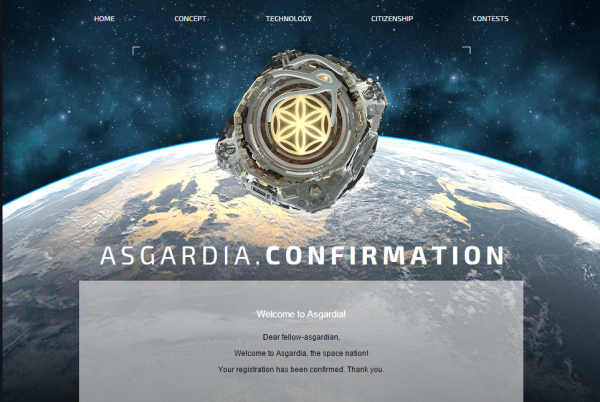 HOME CONCEPT TECHNOLOGY CITIZENSHIP CONTESTS
ASGARDIA.CONFIRMATION
Welcome to Asgardia!
Dear fellow-asgardian,
Welcome to Asgardia, the space nation!
Your registration has been confirmed. Thank you.